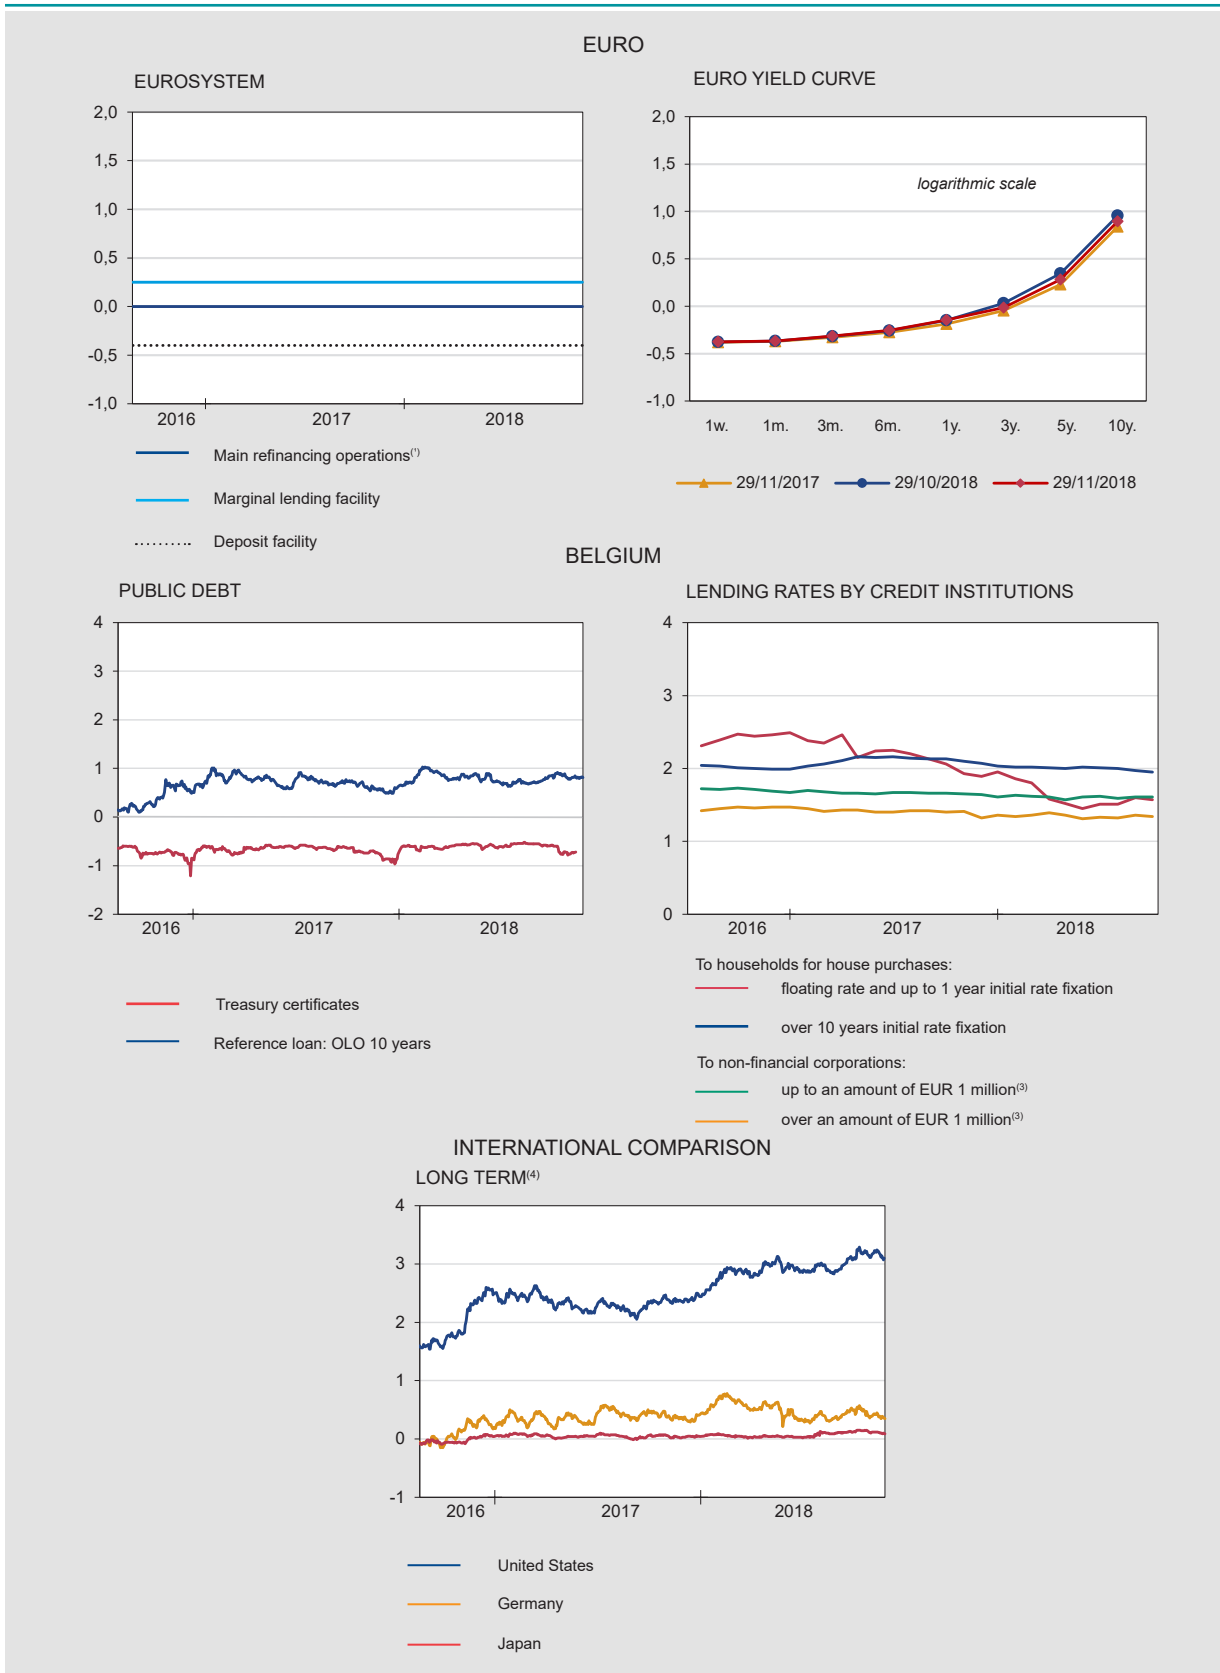 EURO
EUROSYSTEM
2,0
1,5
1,0
0,5
0,0
-0,5
-1,0
2016 2017 2018
Main refinancing operations(1)
Marginal lending facility
Deposit facility
EURO YIELD CURVE
2,0
1,5
1,0
0,5
0,0
-0,5
-1,0
logarithmic scale
1w. 1m. 3m. 6m. 1y. 3y. 5y. 10y.
29/11/2017 29/10/2018 29/11/2018
BELGIUM
PUBLIC DEBT
4
3
2
1
0
-1
-2
2016 2017 2018
Treasury certificates
Reference loan: OLO 10 years
LENDING RATES BY CREDIT INSTITUTIONS
4
3
2
1
0
2016 2017 2018
To households for house purchases:
floating rate and up to 1 year initial rate fixation
over 10 years initial rate fixation
To non-financial corporations:
up to an amount of EUR 1 million(3)
over an amount of EUR 1 million(3)
INTERNATIONAL COMPARISON
LONG TERM(4)
4
3
2
1
0
-1
2016 2017 2018
United States
Germany
Japan